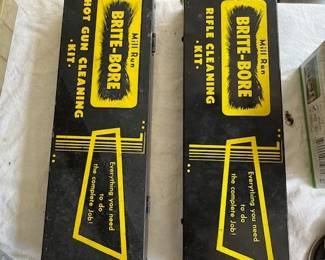 Mill Run
BRITE-BORE
SHOT GUN CLEANING
·KIT·
Everything you need
to do
the complete Job!
Mill Run
BRITE-BORE
RIFLE CLEANING
·KIT·
Everything you need
to do
the complete Job!